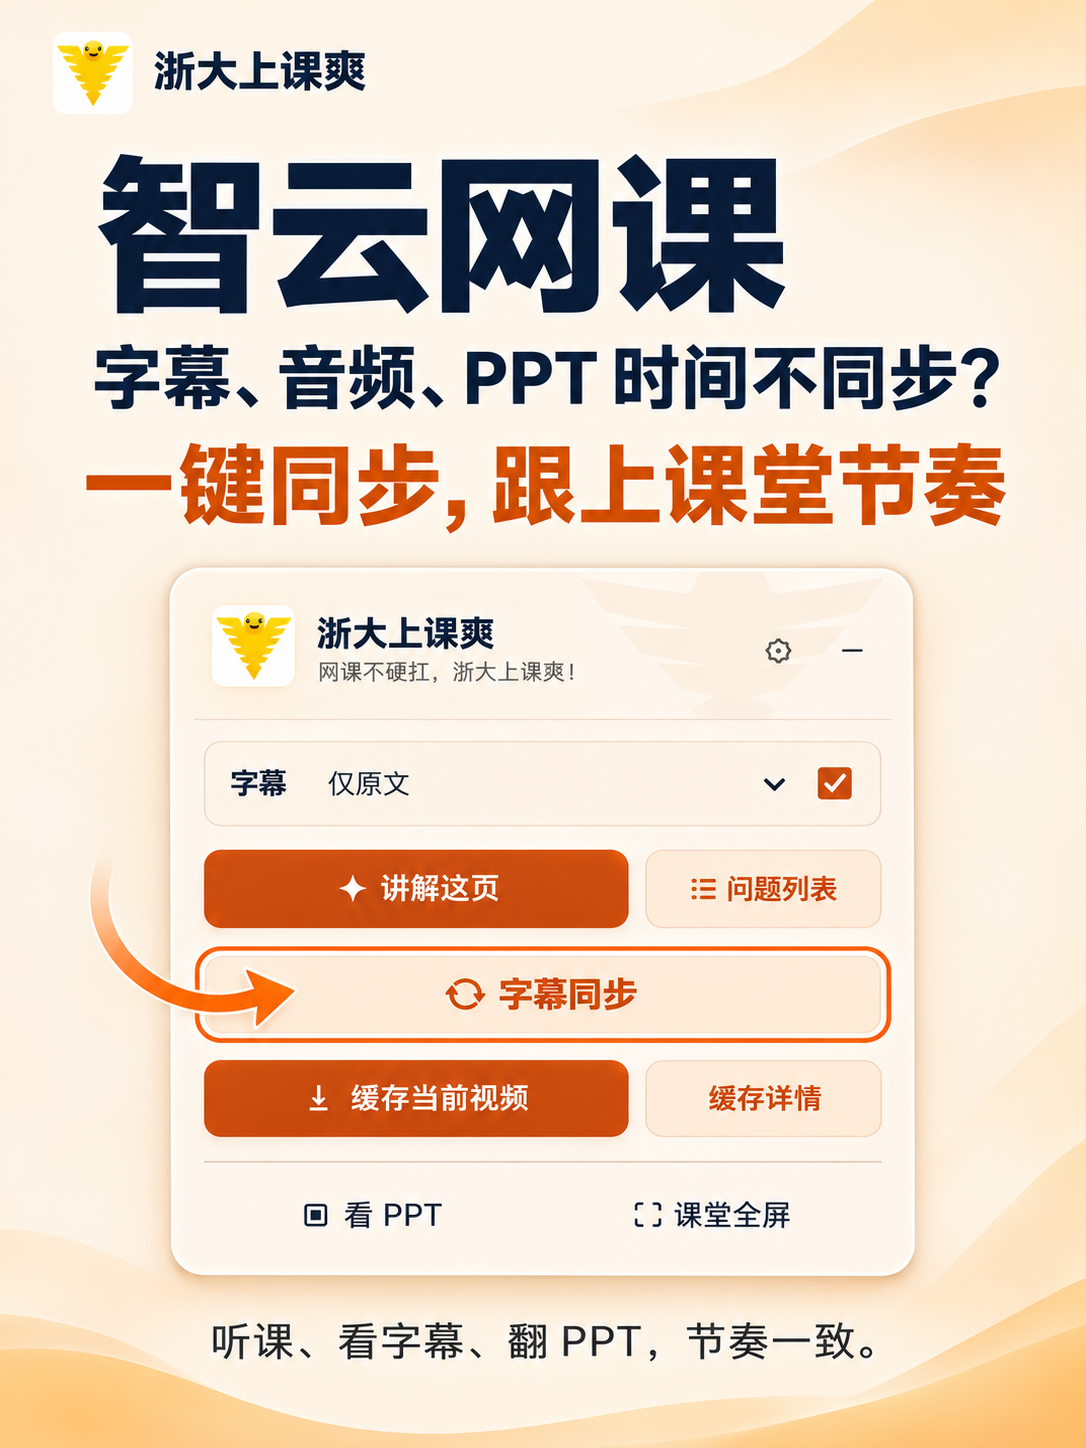 浙大上课爽
智云网课
字幕、音频、PPT 时间不同步?
一键同步, 跟上课堂节奏
浙大上课爽
网课不硬扛，浙大上课爽！
字幕 仅原文
讲解这页 问题列表
字幕同步
缓存当前视频 缓存详情
看 PPT 课堂全屏
听课、看字幕、翻 PPT，节奏一致。